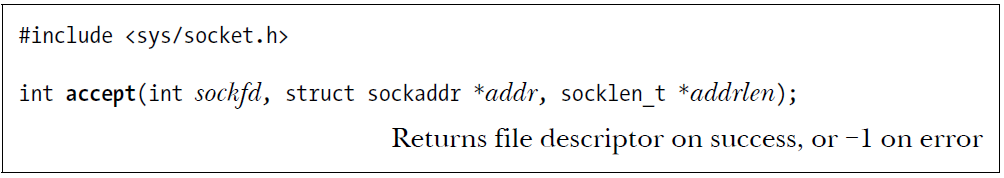 #include <sys/socket.h>
int accept(int sockfd, struct sockaddr *addr, socklen_t *addrlen);
Returns file descriptor on success, or −1 on error